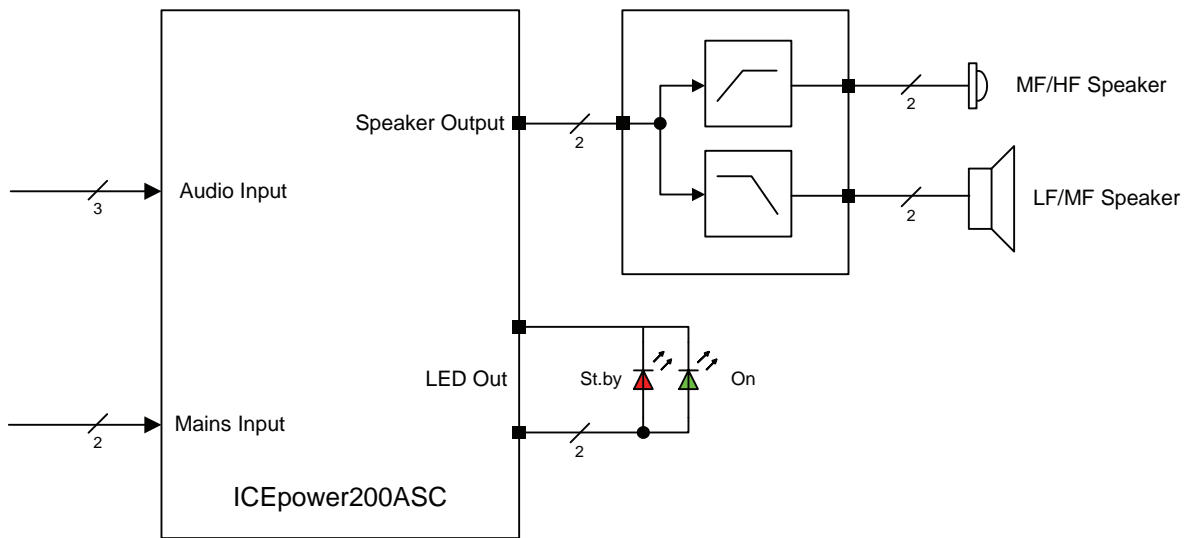 MF/HF Speaker
2
Speaker Output
2
Audio Input
3
LF/MF Speaker
2
LED Out
St.by
On
Mains Input
2
2
ICEpower200ASC